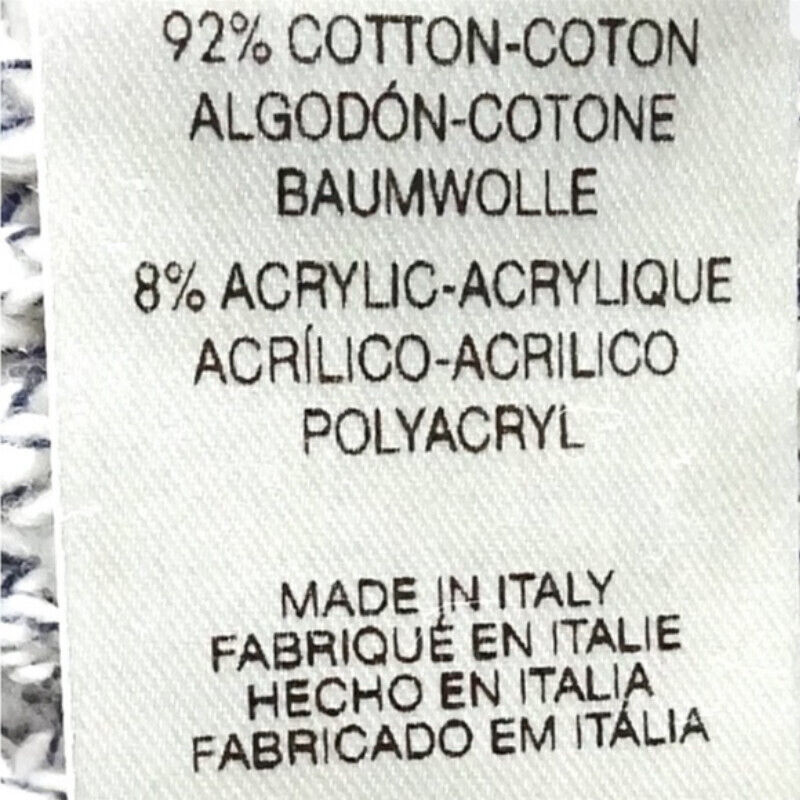 92% COTTON-COTON
ALGODÓN-COTONE
BAUMWOLLE
8% ACRYLIC-ACRYLIQUE
ACRÍLICO-ACRILICO
POLYACRYL
MADE IN ITALY
FABRIQUÉ EN ITALIE
HECHO EN ITALIA
FABRICADO EM ITÁLIA